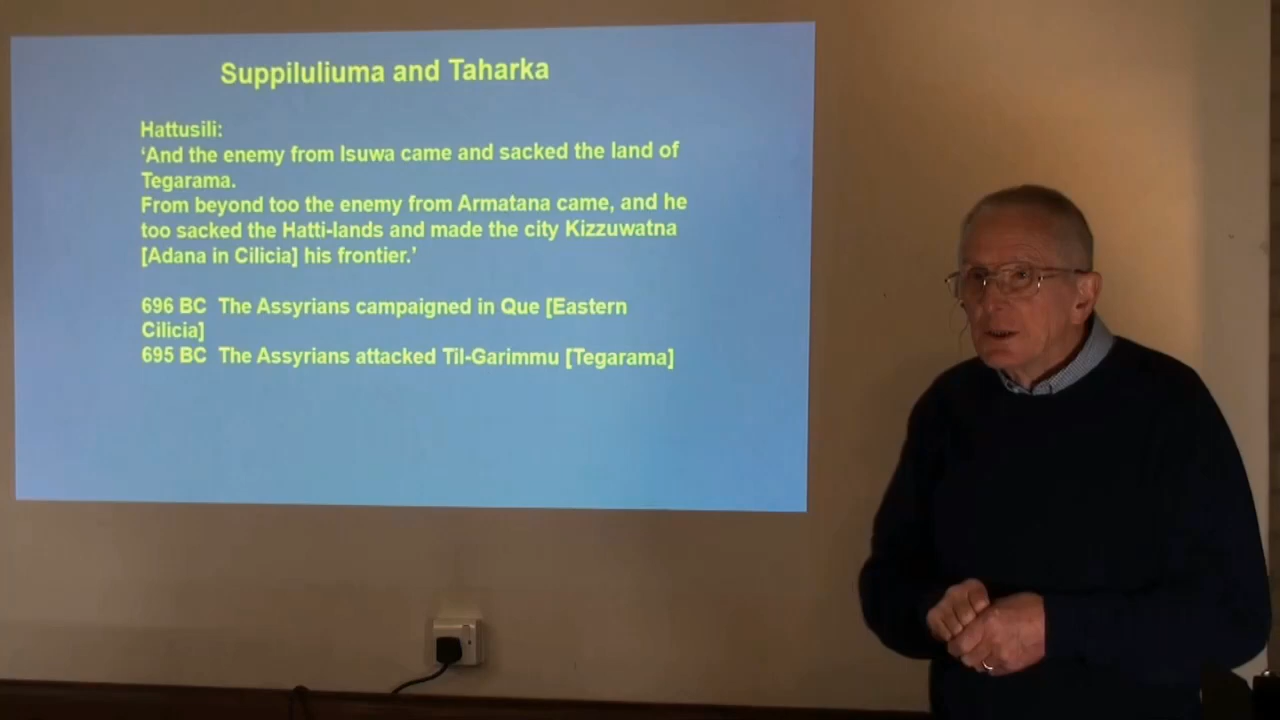 Suppiluliuma and Taharka
Hattusili:
‘And the enemy from Isuwa came and sacked the land of
Tegarama.
From beyond too the enemy from Armatana came, and he
too sacked the Hatti-lands and made the city Kizzuwatna
[Adana in Cilicia] his frontier.’
696 BC  The Assyrians campaigned in Que [Eastern
Cilicia]
695 BC  The Assyrians attacked Til-Garimmu [Tegarama]